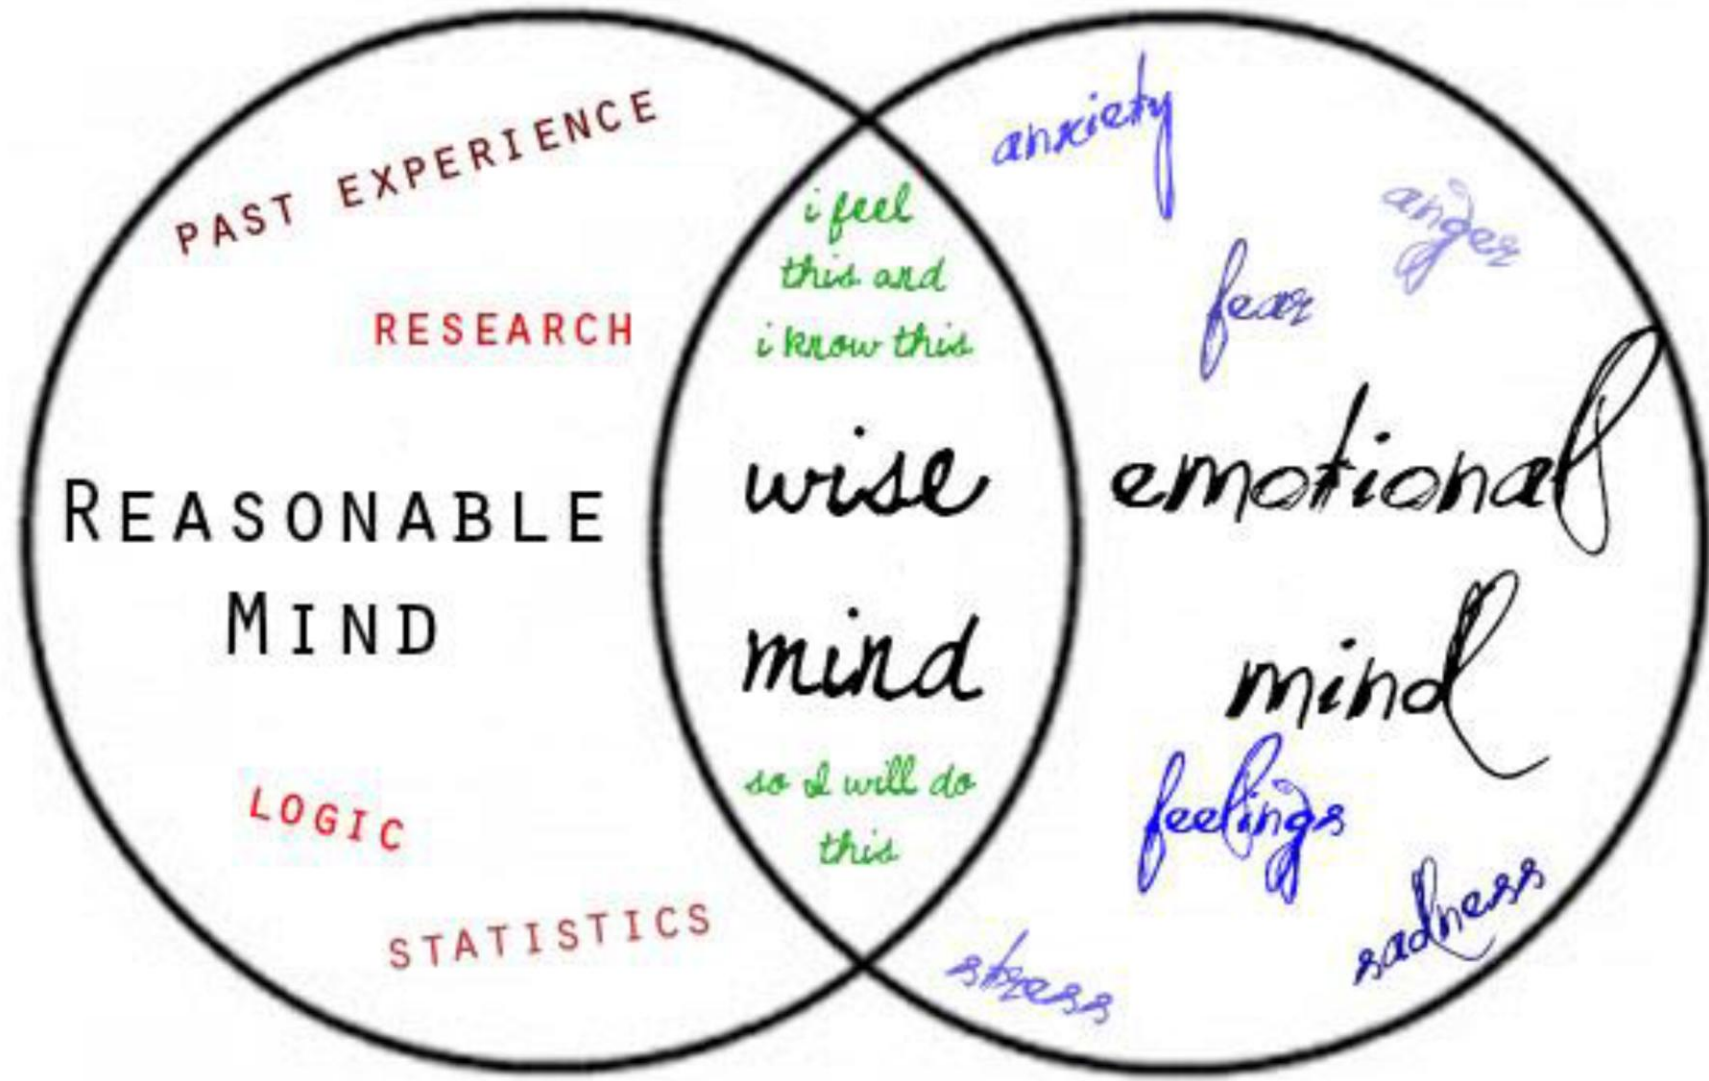 PAST EXPERIENCE
RESEARCH
REASONABLE
MIND
LOGIC
STATISTICS
i feel
this and
i know this
wise
mind
so I will do
this
anxiety
anger
fear
emotional
mind
feelings
sadness
stress